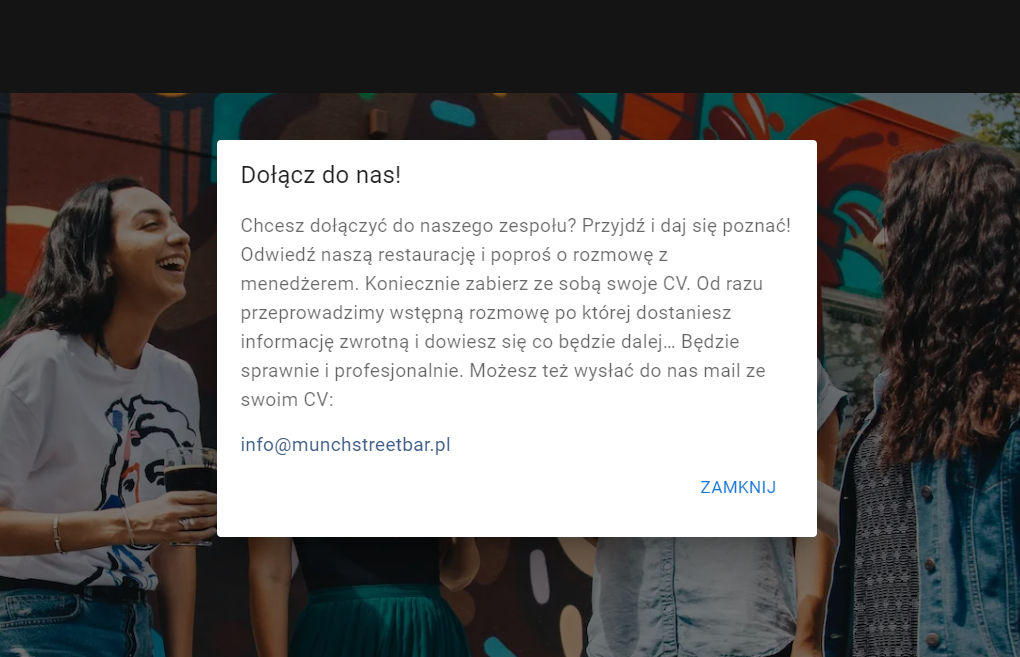 Dołącz do nas!
Chcesz dołączyć do naszego zespołu? Przyjdź i daj się poznać!
Odwiedź naszą restaurację i poproś o rozmowę z
menedżerem. Koniecznie zabierz ze sobą swoje CV. Od razu
przeprowadzimy wstępną rozmowę po której dostaniesz
informację zwrotną i dowiesz się co będzie dalej... Będzie
sprawnie i profesjonalnie. Możesz też wysłać do nas mail ze
swoim CV:
info@munchstreetbar.pl
ZAMKNIJ